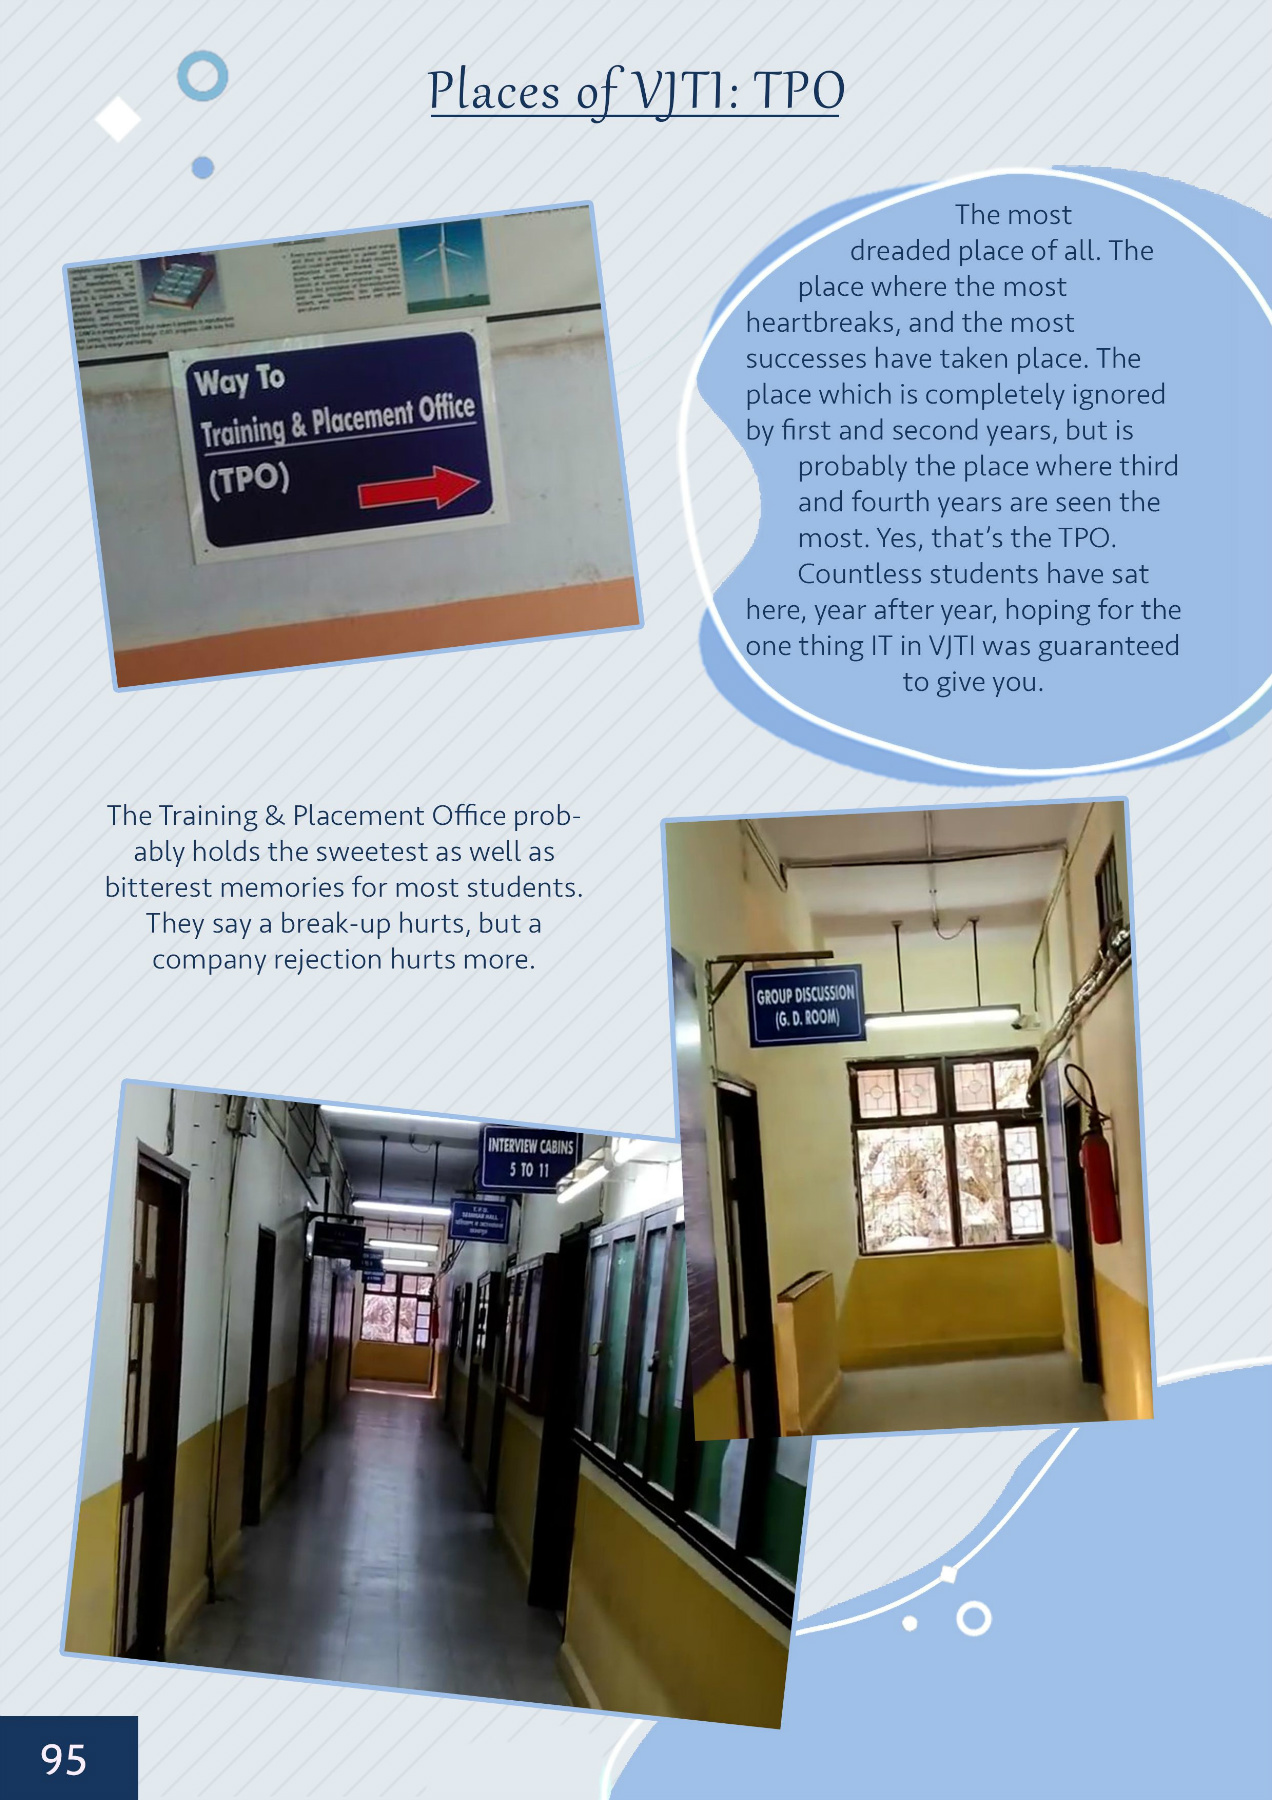 Places of VJTI: TPO
Way To
Training & Placement Office
(TPO)
The most
dreaded place of all. The
place where the most
heartbreaks, and the most
successes have taken place. The
place which is completely ignored
by first and second years, but is
probably the place where third
and fourth years are seen the
most. Yes, that's the TPO.
Countless students have sat
here, year after year, hoping for the
one thing IT in VJTI was guaranteed
to give you.
The Training & Placement Office prob-
ably holds the sweetest as well as
bitterest memories for most students.
They say a break-up hurts, but a
company rejection hurts more.
GROUP DISCUSSION
(G. D. ROOM)
INTERVIEW CABINS
5 TO 11
SEMINAR HALL
95